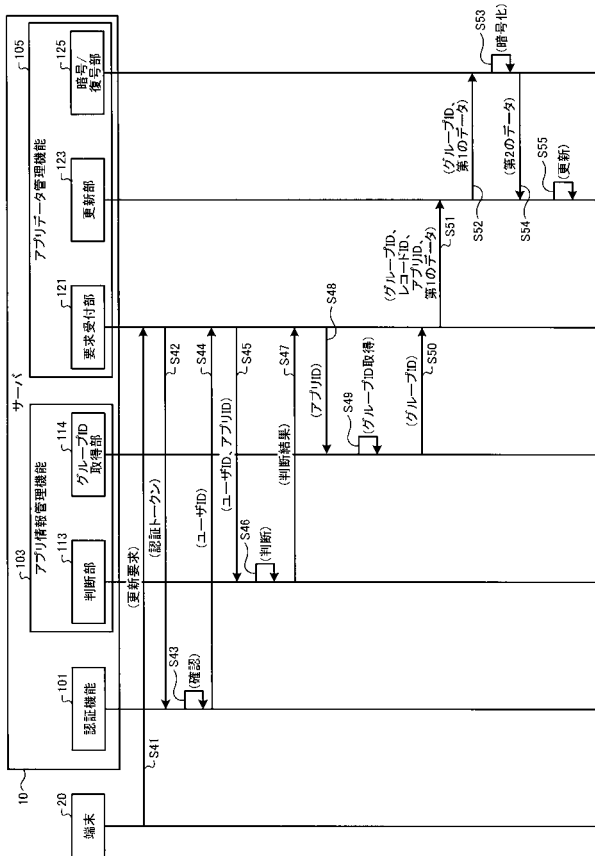 サーバ
10
105
アプリデータ管理機能
103
アプリ情報管理機能
20
端末
101
認証機能
113
判断部
114
グループID
取得部
121
要求受付部
123
更新部
125
暗号/
復号部
S41
(更新要求)
S42
(認証トークン)
S43
(確認)
S44
(ユーザID)
S45
(ユーザID、アプリID)
S46
(判断)
S47
(判断結果)
S48
(アプリID)
S49
(グループID取得)
S50
(グループID)
S51
(グループID、
レコードID、
アプリID、
第1のデータ)
S52
(グループID、
第1のデータ)
S53
(暗号化)
S54
(第2のデータ)
S55
(更新)